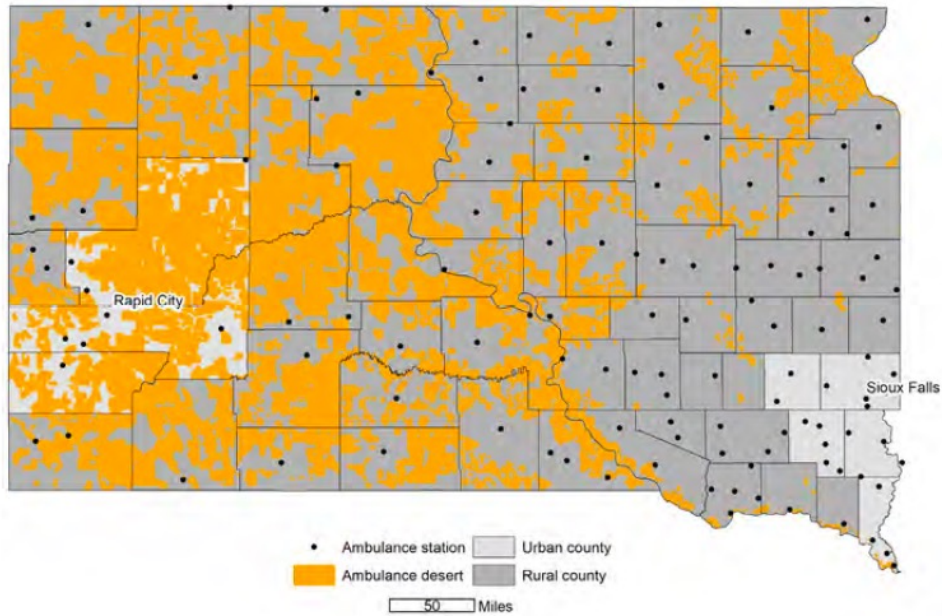 Rapid City
Sioux Falls
Ambulance station
Urban county
Ambulance desert
Rural county
50 Miles